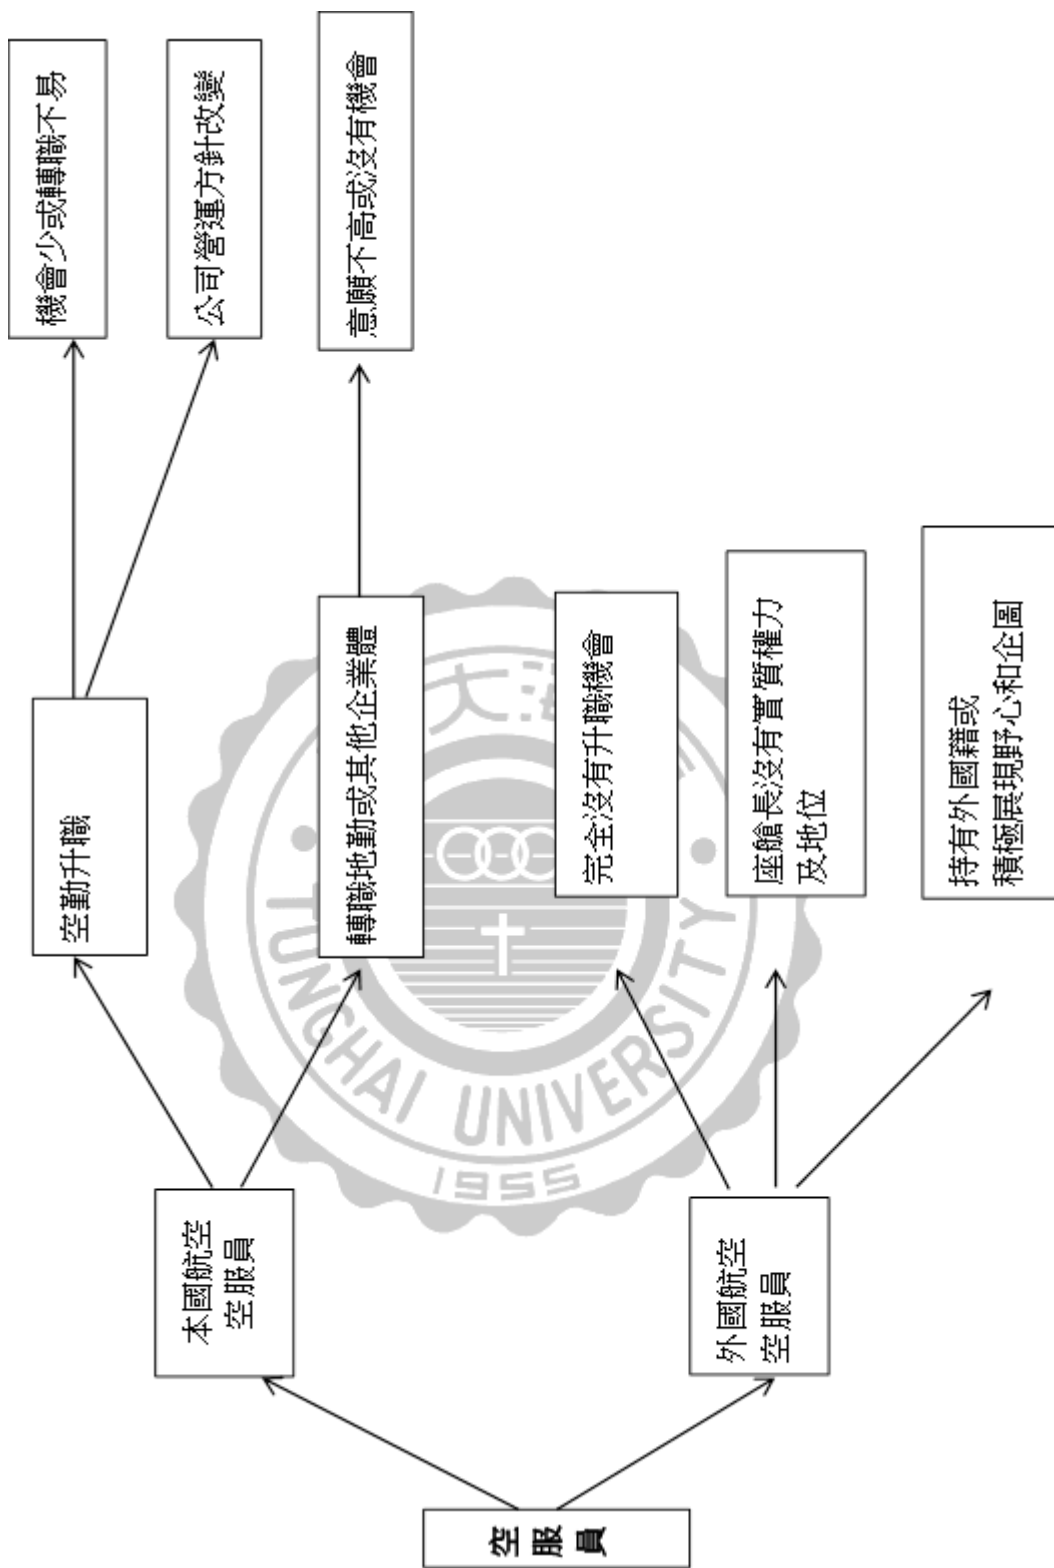 空服員
本國航空
空服員
外國航空
空服員
空勤升職
轉職地勤或其他企業體
完全沒有升職機會
座艙長沒有實質權力
及地位
持有外國籍或
積極展現野心和企圖
機會少或轉職不易
公司營運方針改變
意願不高或沒有機會
大
TUNGHAI UNIVERSITY
1955